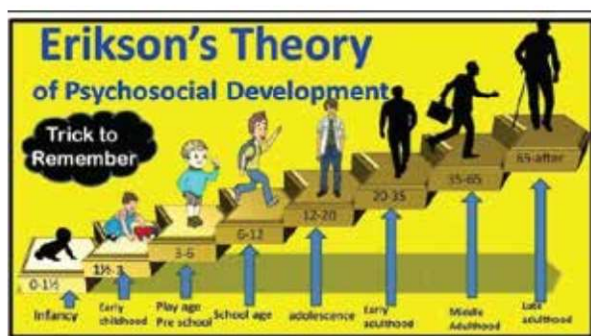 Erikson's Theory
of Psychosocial Development
Trick to
Remember
0-1½
1½-3
3-6
6-12
12-20
20-35
35-65
65-after
Infancy
Early
childhood
Play age
Pre school
School age
adolescence
Early
adulthood
Middle
Adulthood
Late
adulthood